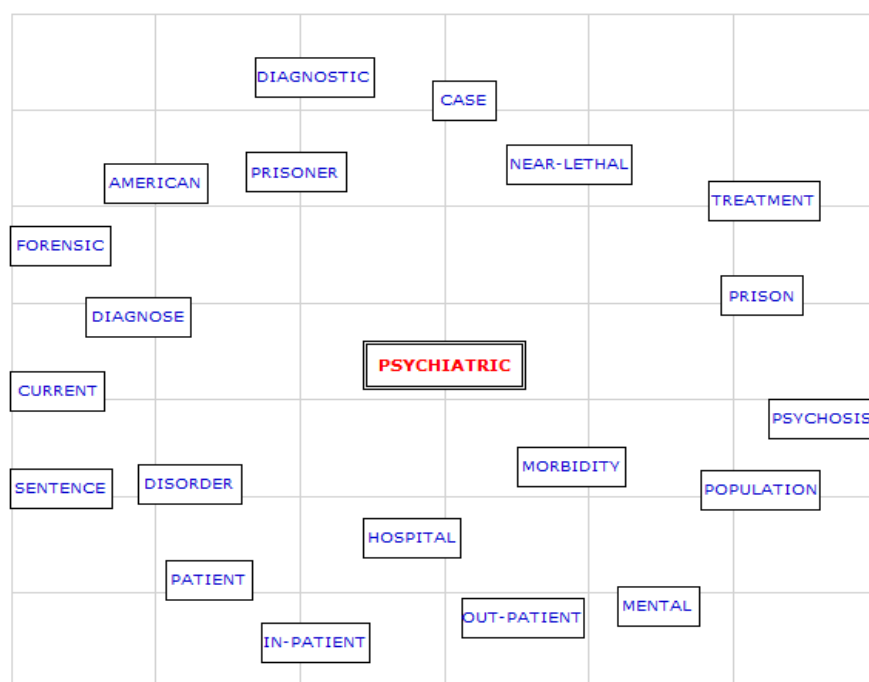 DIAGNOSTIC
CASE
NEAR-LETHAL
PRISONER
AMERICAN
TREATMENT
FORENSIC
PRISON
DIAGNOSE
PSYCHIATRIC
CURRENT
PSYCHOSIS
MORBIDITY
DISORDER
SENTENCE
POPULATION
HOSPITAL
PATIENT
MENTAL
OUT-PATIENT
IN-PATIENT